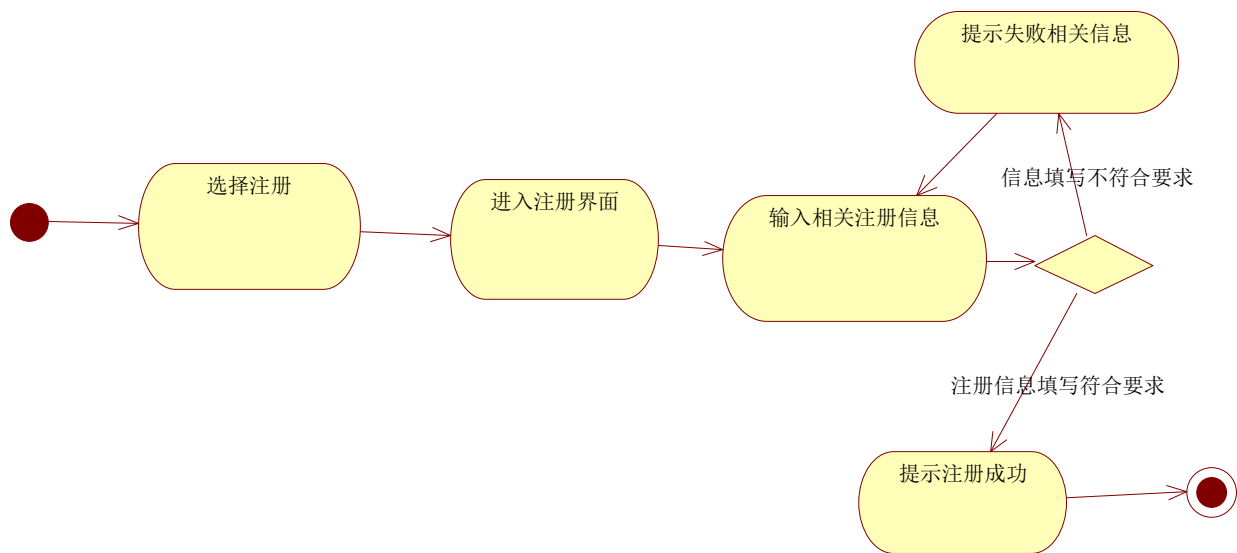 提示失败相关信息
选择注册
进入注册界面
输入相关注册信息
信息填写不符合要求
注册信息填写符合要求
提示注册成功